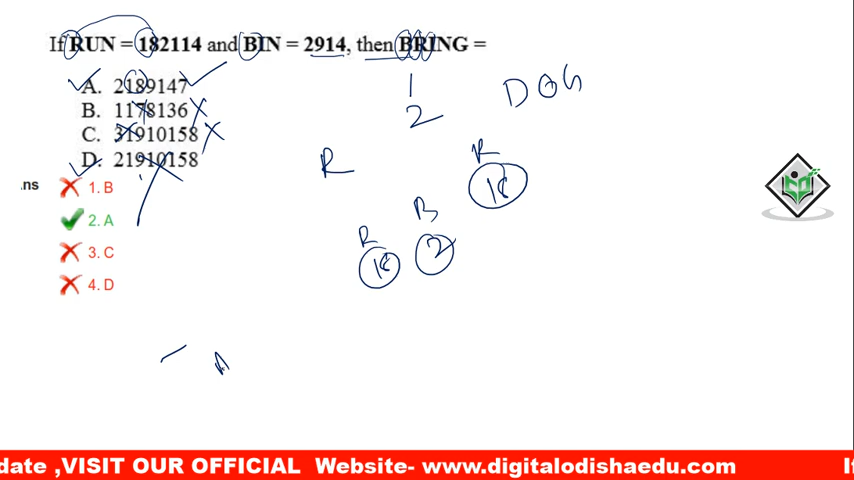 If RUN = 182114 and BIN = 2914, then BRING =
A. 2189147
B. 1178136
C. 31910158
D. 21910158
.ns
1. B
2. A
3. C
4. D
1
2
DOG
R
R
18
B
2
R
18
A
date ,VISIT OUR OFFICIAL Website- www.digitalodishaedu.com If